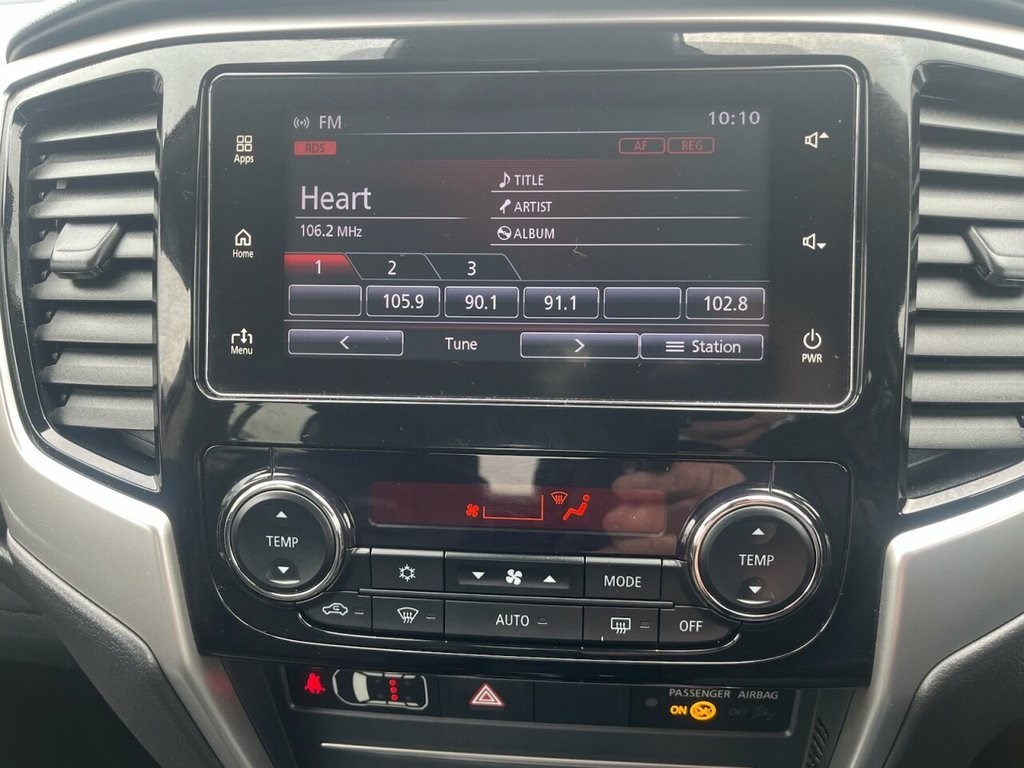 FM 10:10
Apps
RDS AF REG
TITLE
Heart
ARTIST
106.2 MHz
ALBUM
Home
1 2 3
105.9 90.1 91.1 102.8
Menu
Tune
Station
PWR
TEMP
TEMP
MODE
AUTO
OFF
PASSENGER AIRBAG
ON OFF